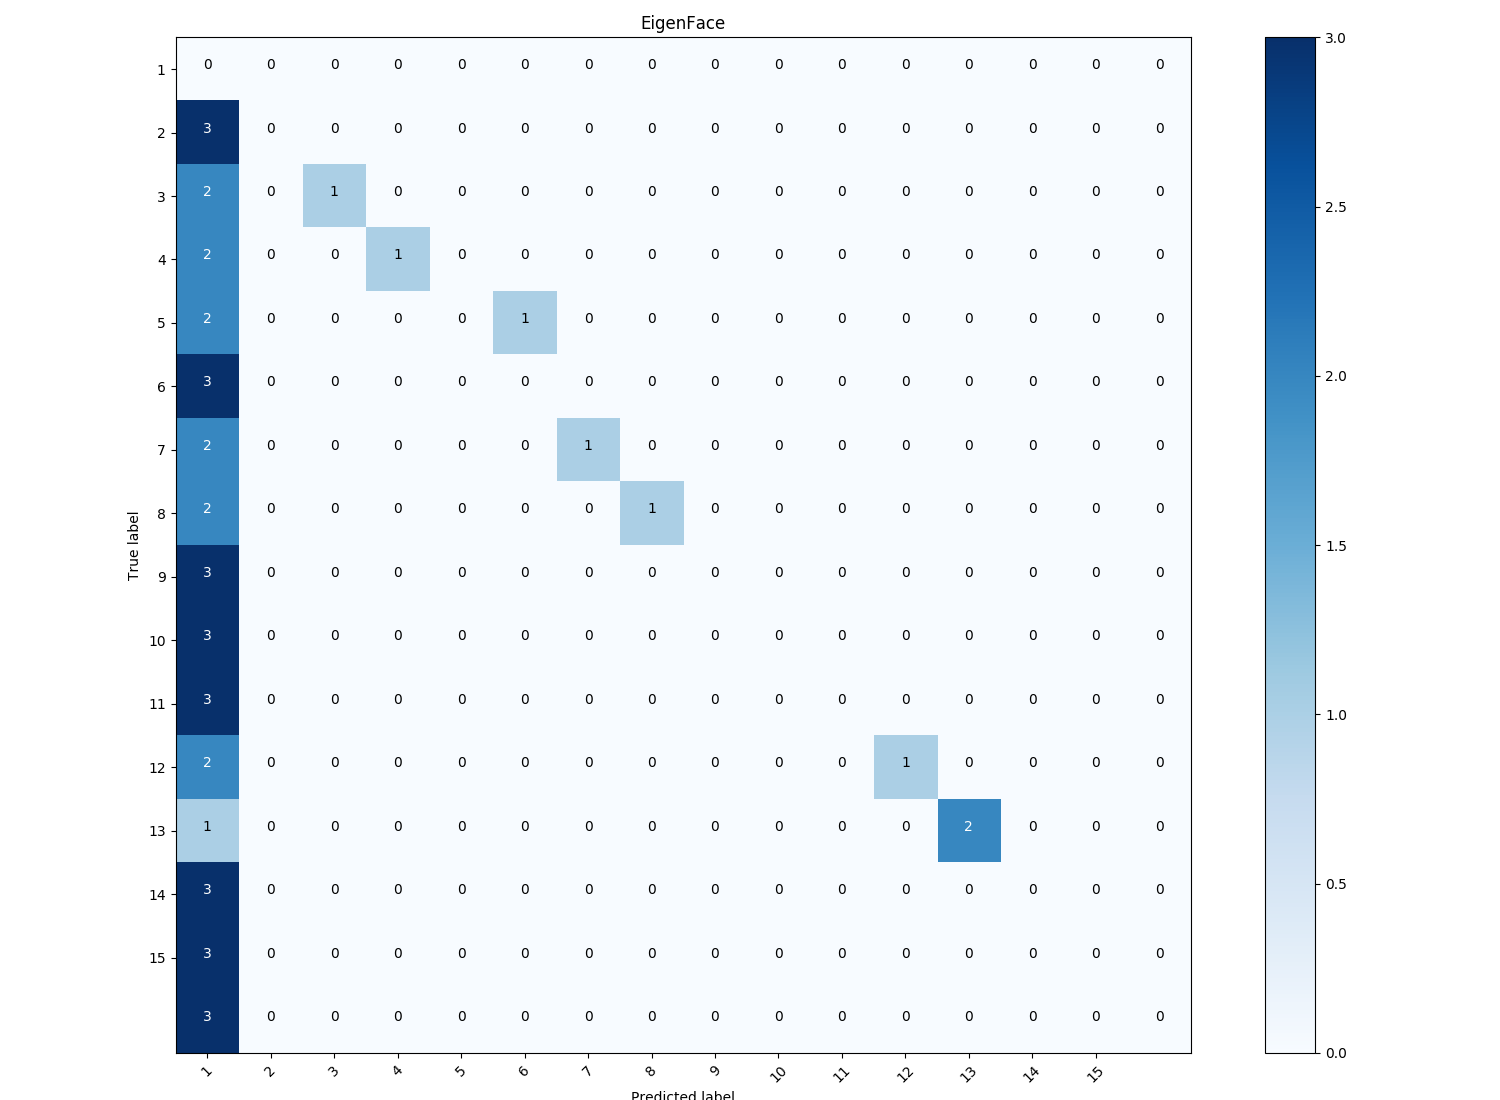 EigenFace
1 0 0 0 0 0 0 0 0 0 0 0 0 0 0 0 0
2 3 0 0 0 0 0 0 0 0 0 0 0 0 0 0 0
3 2 0 1 0 0 0 0 0 0 0 0 0 0 0 0 0
4 2 0 0 1 0 0 0 0 0 0 0 0 0 0 0 0
5 2 0 0 0 0 1 0 0 0 0 0 0 0 0 0 0
6 3 0 0 0 0 0 0 0 0 0 0 0 0 0 0 0
7 2 0 0 0 0 0 1 0 0 0 0 0 0 0 0 0
8 2 0 0 0 0 0 0 1 0 0 0 0 0 0 0 0
9 3 0 0 0 0 0 0 0 0 0 0 0 0 0 0 0
10 3 0 0 0 0 0 0 0 0 0 0 0 0 0 0 0
11 3 0 0 0 0 0 0 0 0 0 0 0 0 0 0 0
12 2 0 0 0 0 0 0 0 0 0 0 1 0 0 0 0
13 1 0 0 0 0 0 0 0 0 0 0 0 2 0 0 0
14 3 0 0 0 0 0 0 0 0 0 0 0 0 0 0 0
15 3 0 0 0 0 0 0 0 0 0 0 0 0 0 0 0
3 0 0 0 0 0 0 0 0 0 0 0 0 0 0 0
1 2 3 4 5 6 7 8 9 10 11 12 13 14 15
True label
Predicted label
3.0
2.5
2.0
1.5
1.0
0.5
0.0